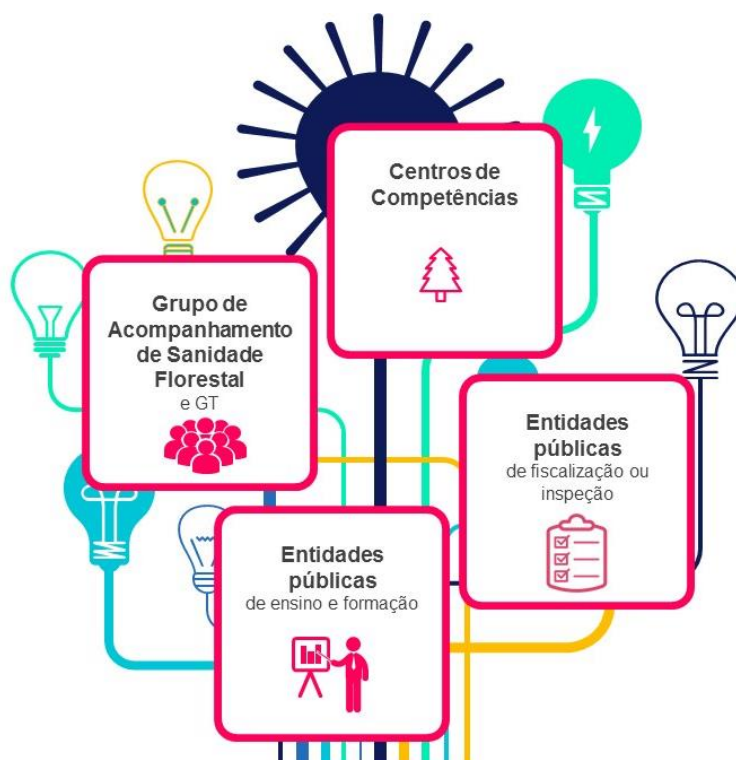 Centros de
Competências
Grupo de
Acompanhamento
de Sanidade
Florestal
e GT
Entidades
públicas
de fiscalização ou
inspeção
Entidades
públicas
de ensino e formação